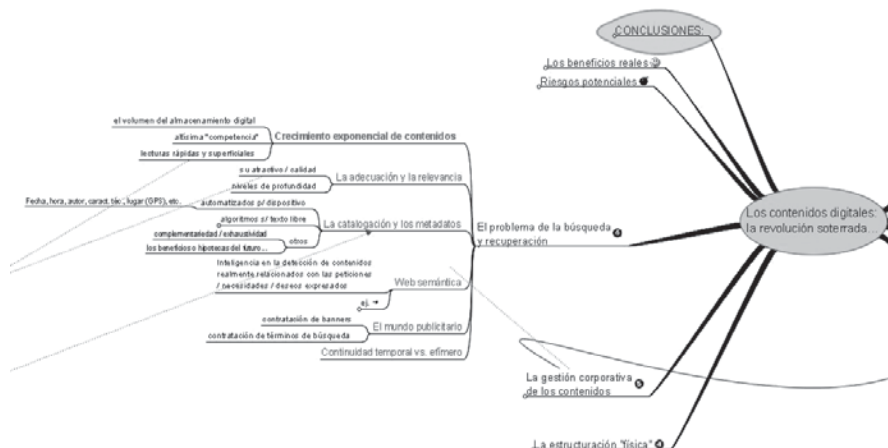 CONCLUSIONES:
Los beneficios reales
Riesgos potenciales
el volumen del almacenamiento digital
altísima "competencia"
lecturas rápidas y superficiales
Crecimiento exponencial de contenidos
su atractivo / calidad
niveles de profundidad
La adecuación y la relevancia
Fecha, hora, autor, caract. téc., lugar (GPS), etc.
automatizados p/ dispositivo
algoritmos s/ texto libre
complementariedad / exhaustividad
los beneficios o hipotecas del futuro...
otros
La catalogación y los metadatos
Inteligencia en la detección de contenidos
realmente relacionados con las peticiones
/ necesidades / deseos expresados
ej.
Web semántica
contratación de banners
contratación de términos de búsqueda
El mundo publicitario
Continuidad temporal vs. efímero
El problema de la búsqueda
y recuperación
Los contenidos digitales:
la revolución soterrada...
La gestión corporativa
de los contenidos
5
La estructuración "física"
4